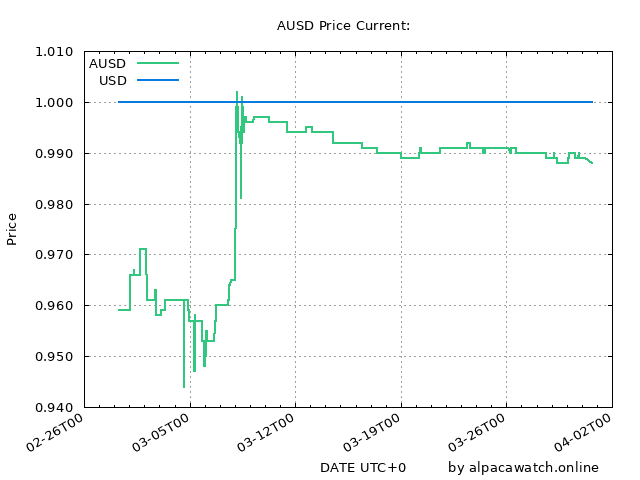 AUSD Price Current:
1.010
1.000
0.990
0.980
0.970
0.960
0.950
0.940
Price
AUSD
USD
02-26T00
03-05T00
03-12T00
03-19T00
03-26T00
04-02T00
DATE UTC+0
by alpacawatch.online